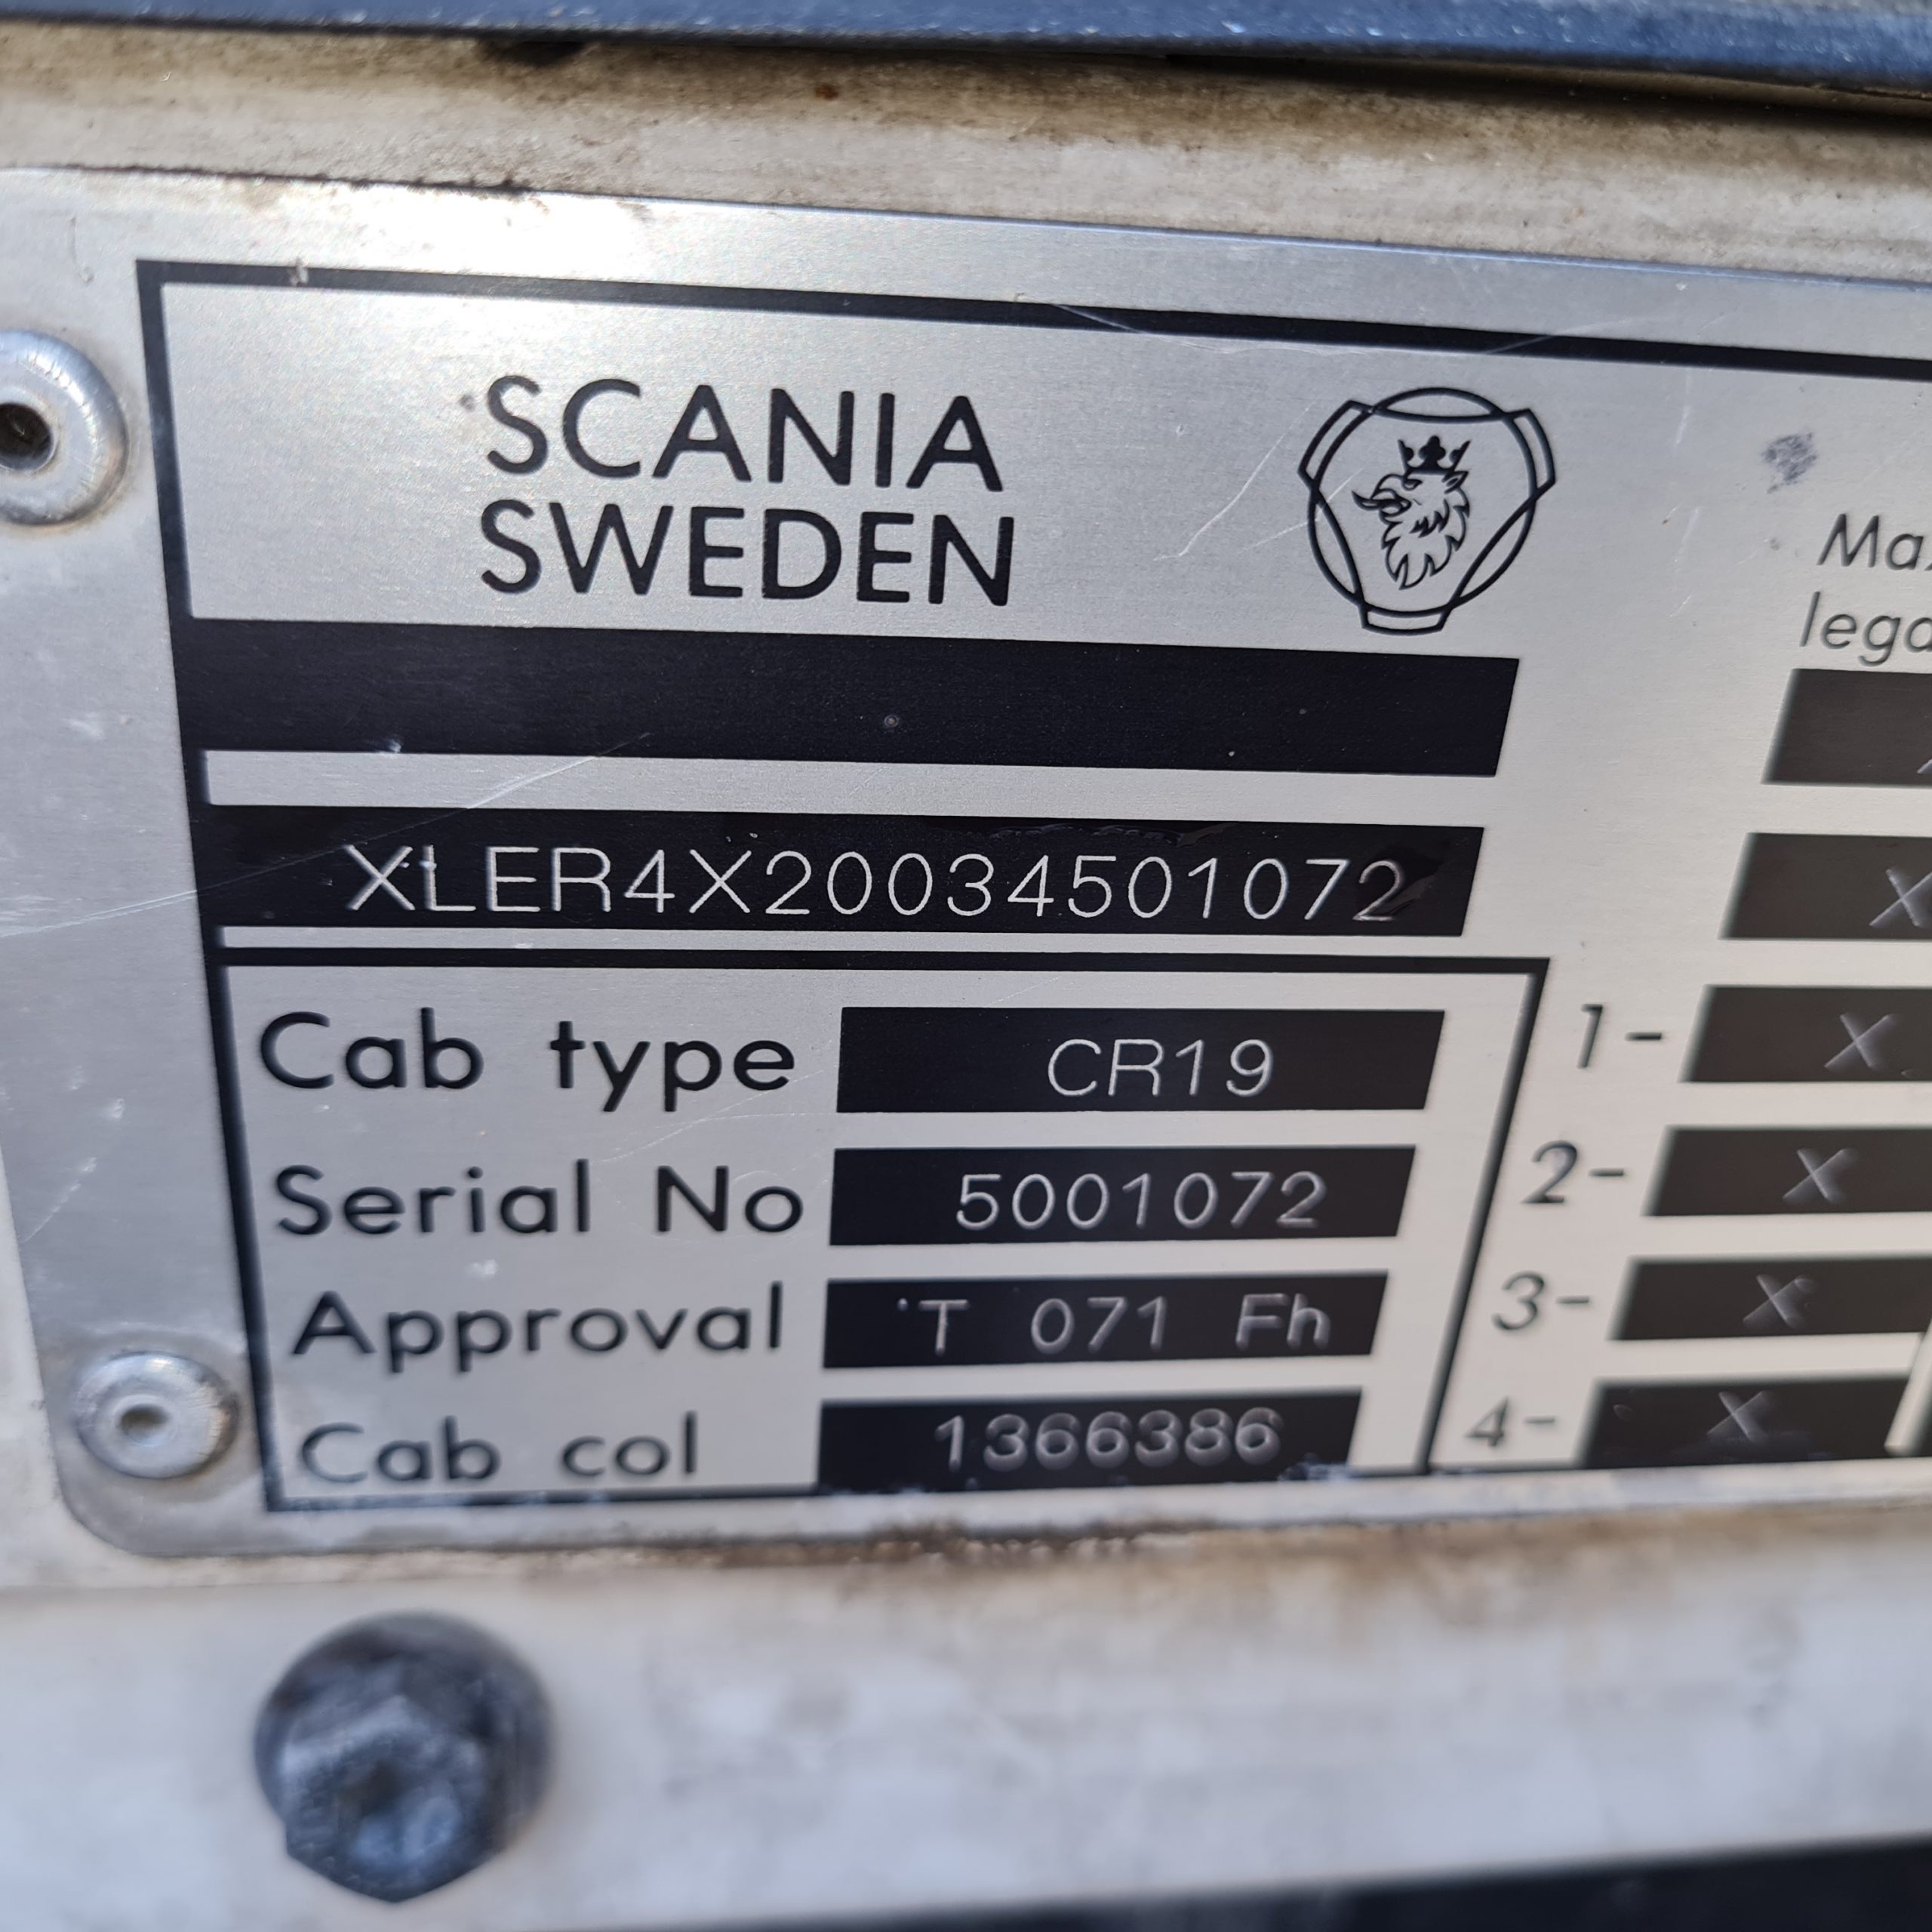 SCANIA
SWEDEN
XLER4X20034501072
Cab type CR19
Serial No 5001072
Approval T 071 Fh
Cab col 1366386
X
1- X
2- X
3- X
4- X